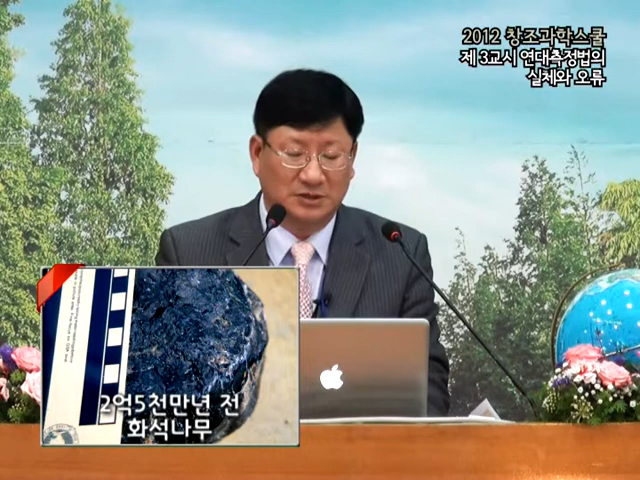 2012 창조과학스쿨
제 3교시 연대측정법의
실제와 오류
2억5천만년 전
화석나무